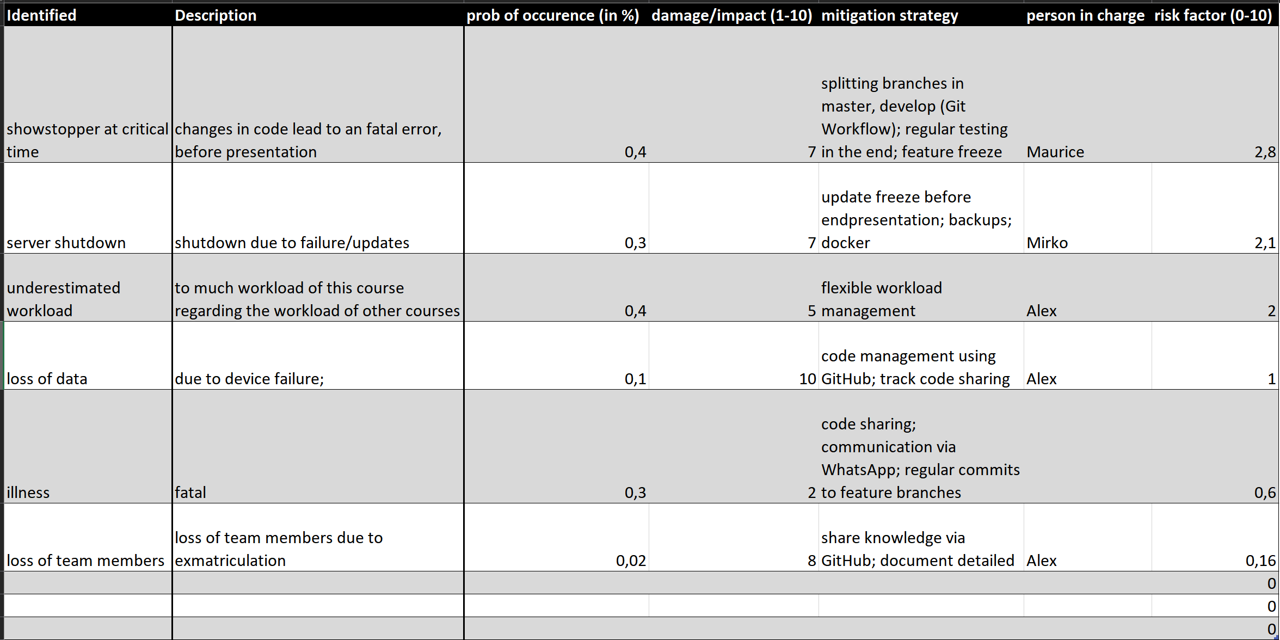 Identified Description prob of occurence (in %) damage/impact (1-10) mitigation strategy person in charge risk factor (0-10)
splitting branches in
master, develop (Git
showstopper at critical changes in code lead to an fatal error, Workflow); regular testing
time before presentation 0,4 7 in the end; feature freeze Maurice 2,8
update freeze before
endpresentation; backups;
server shutdown shutdown due to failure/updates 0,3 7 docker Mirko 2,1
underestimated to much workload of this course flexible workload
workload regarding the workload of other courses 0,4 5 management Alex 2
code management using
loss of data due to device failure; 0,1 10 GitHub; track code sharing Alex 1
code sharing;
communication via
WhatsApp; regular commits
illness fatal 0,3 2 to feature branches 0,6
loss of team members due to share knowledge via
loss of team members exmatriculation 0,02 8 GitHub; document detailed Alex 0,16
0
0
0